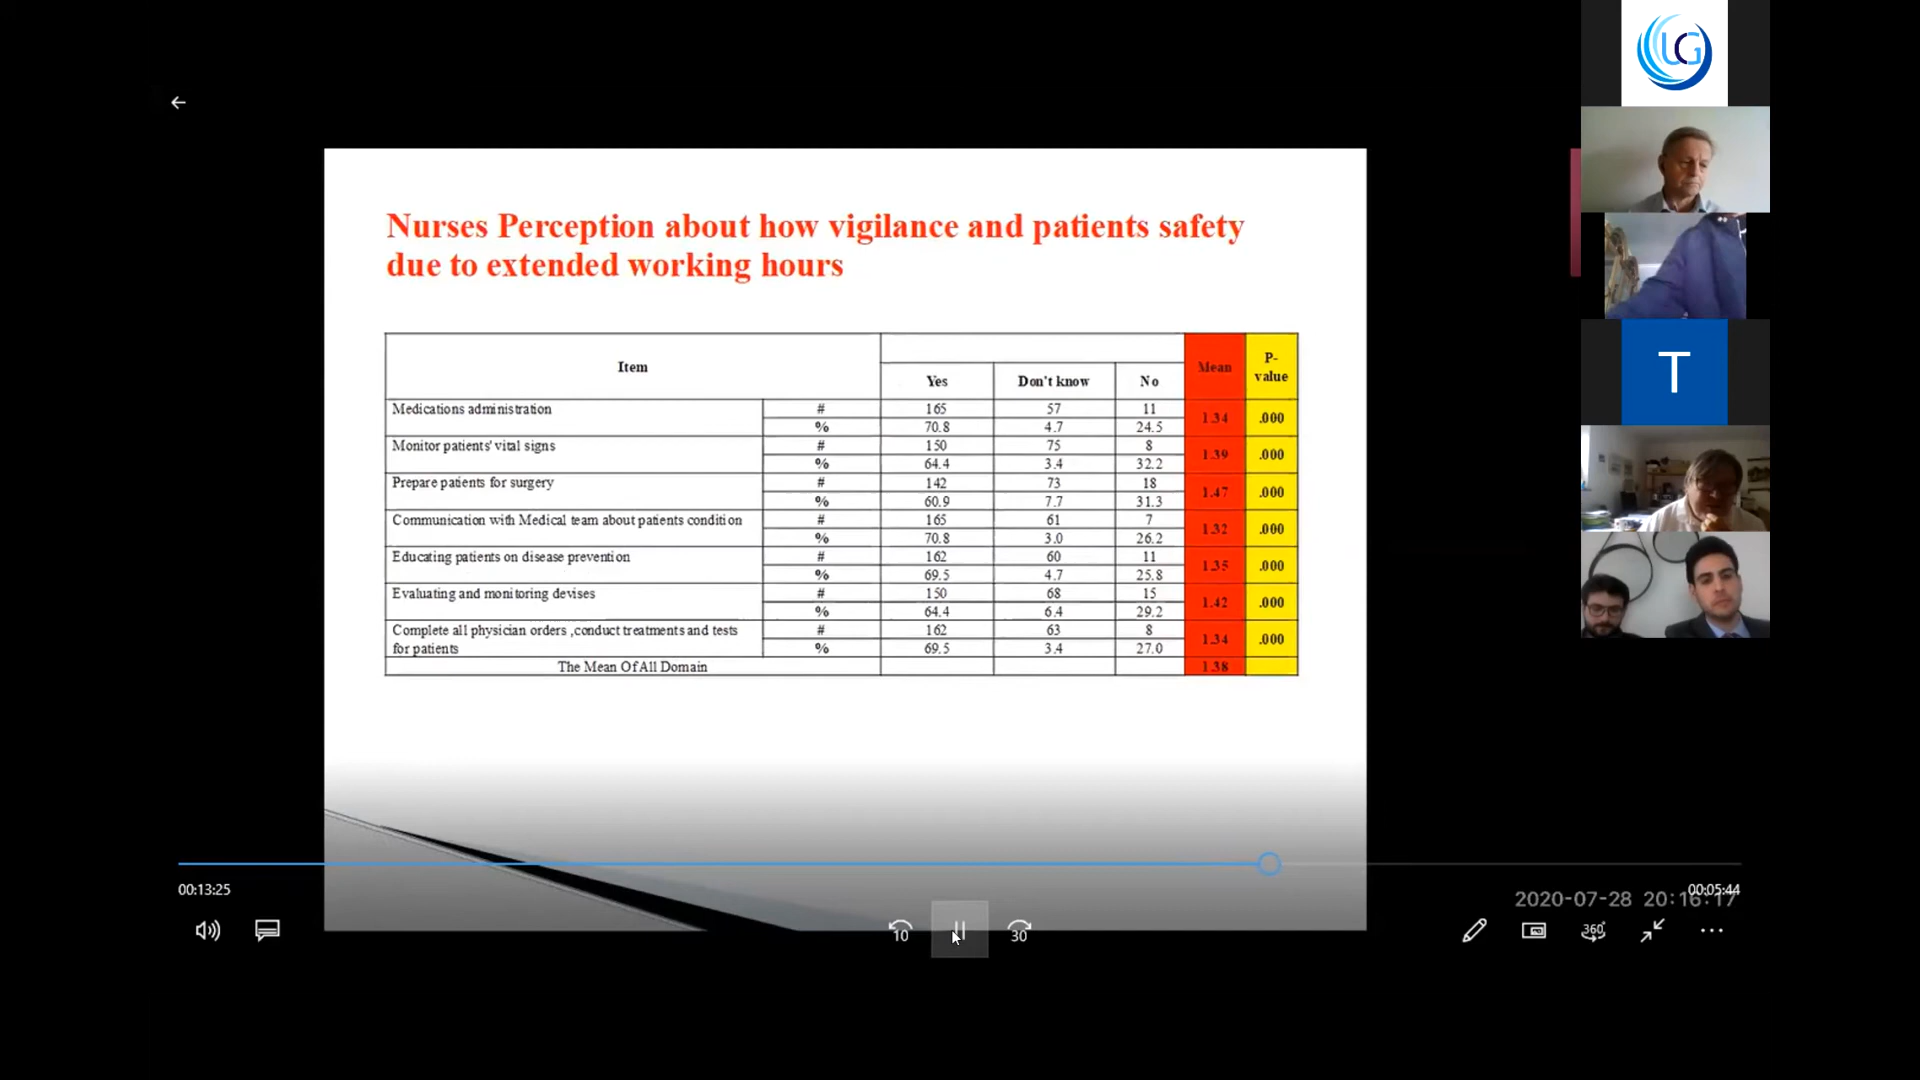 LG
Nurses Perception about how vigilance and patients safety
due to extended working hours
Item Yes Don't know No Mean P-value
Medications administration # 165 57 11 1.34 .000
% 70.8 4.7 24.5
Monitor patients' vital signs # 150 75 8 1.39 .000
% 64.4 3.4 32.2
Prepare patients for surgery # 142 73 18 1.47 .000
% 60.9 7.7 31.3
Communication with Medical team about patients condition # 165 61 7 1.32 .000
% 70.8 3.0 26.2
Educating patients on disease prevention # 162 60 11 1.35 .000
% 69.5 4.7 25.8
Evaluating and monitoring devises # 150 68 15 1.42 .000
% 64.4 6.4 29.2
Complete all physician orders ,conduct treatments and tests # 162 63 8 1.34 .000
for patients % 69.5 3.4 27.0
The Mean Of All Domain 1.38
T
00:13:25
00:05:44
2020-07-28 20:16:17
10
30
360°